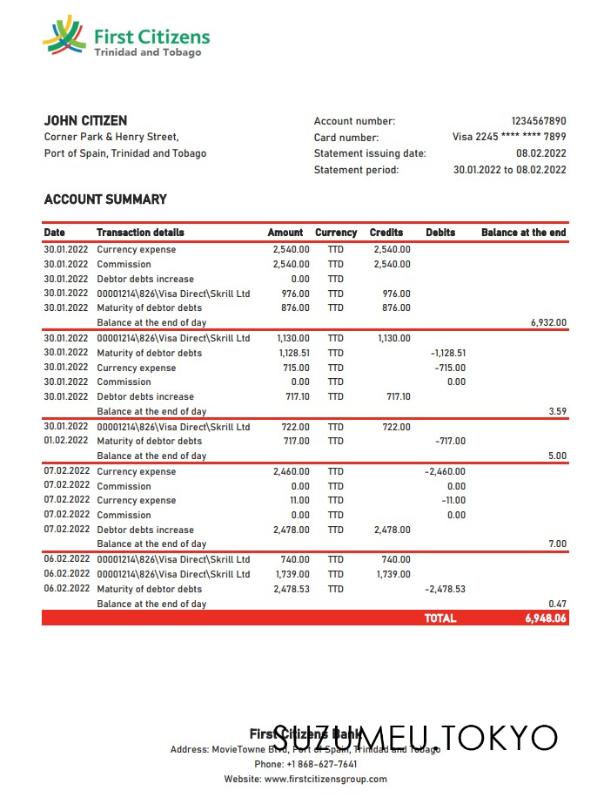 First Citizens
Trinidad and Tobago
JOHN CITIZEN
Corner Park & Henry Street,
Port of Spain, Trinidad and Tobago
Account number: 1234567890
Card number: Visa 2245 **** **** 7899
Statement issuing date: 08.02.2022
Statement period: 30.01.2022 to 08.02.2022
ACCOUNT SUMMARY
Date Transaction details Amount Currency Credits Debits Balance at the end
30.01.2022 Currency expense 2,540.00 TTD 2,540.00
30.01.2022 Commission 2,540.00 TTD 2,540.00
30.01.2022 Debtor debts increase 0.00 TTD
30.01.2022 00001214\826\Visa Direct\Skrill Ltd 976.00 TTD 976.00
30.01.2022 Maturity of debtor debts 876.00 TTD 876.00
Balance at the end of day 6,932.00
30.01.2022 00001214\826\Visa Direct\Skrill Ltd 1,130.00 TTD 1,130.00
30.01.2022 Maturity of debtor debts 1,128.51 TTD -1,128.51
30.01.2022 Currency expense 715.00 TTD -715.00
30.01.2022 Commission 0.00 TTD 0.00
30.01.2022 Debtor debts increase 717.10 TTD 717.10
Balance at the end of day 3.59
30.01.2022 00001214\826\Visa Direct\Skrill Ltd 722.00 TTD 722.00
01.02.2022 Maturity of debtor debts 717.00 TTD -717.00
Balance at the end of day 5.00
07.02.2022 Currency expense 2,460.00 TTD -2,460.00
07.02.2022 Commission 0.00 TTD 0.00
07.02.2022 Currency expense 11.00 TTD -11.00
07.02.2022 Commission 0.00 TTD 0.00
07.02.2022 Debtor debts increase 2,478.00 TTD 2,478.00
Balance at the end of day 7.00
06.02.2022 00001214\826\Visa Direct\Skrill Ltd 740.00 TTD 740.00
06.02.2022 00001214\826\Visa Direct\Skrill Ltd 1,739.00 TTD 1,739.00
06.02.2022 Maturity of debtor debts 2,478.53 TTD -2,478.53
Balance at the end of day 0.47
TOTAL 6,948.06
First Citizens Bank
SUZUMEU.TOKYO
Address: MovieTowne Blvd, Port of Spain, Trinidad and Tobago
Phone: +1 868-627-7641
Website: www.firstcitizensgroup.com